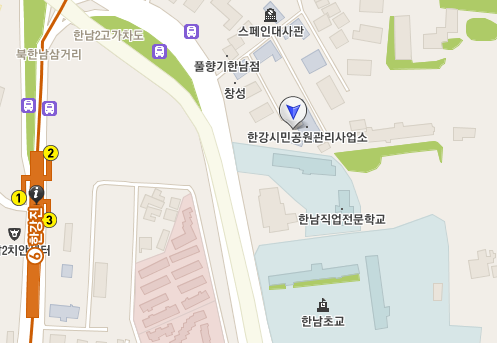 스페인대사관
한남2고가차도
북한남삼거리
풀향기한남점
창성
한강시민공원관리사업소
2
1
3
6 한강진
한남직업전문학교
한남초교